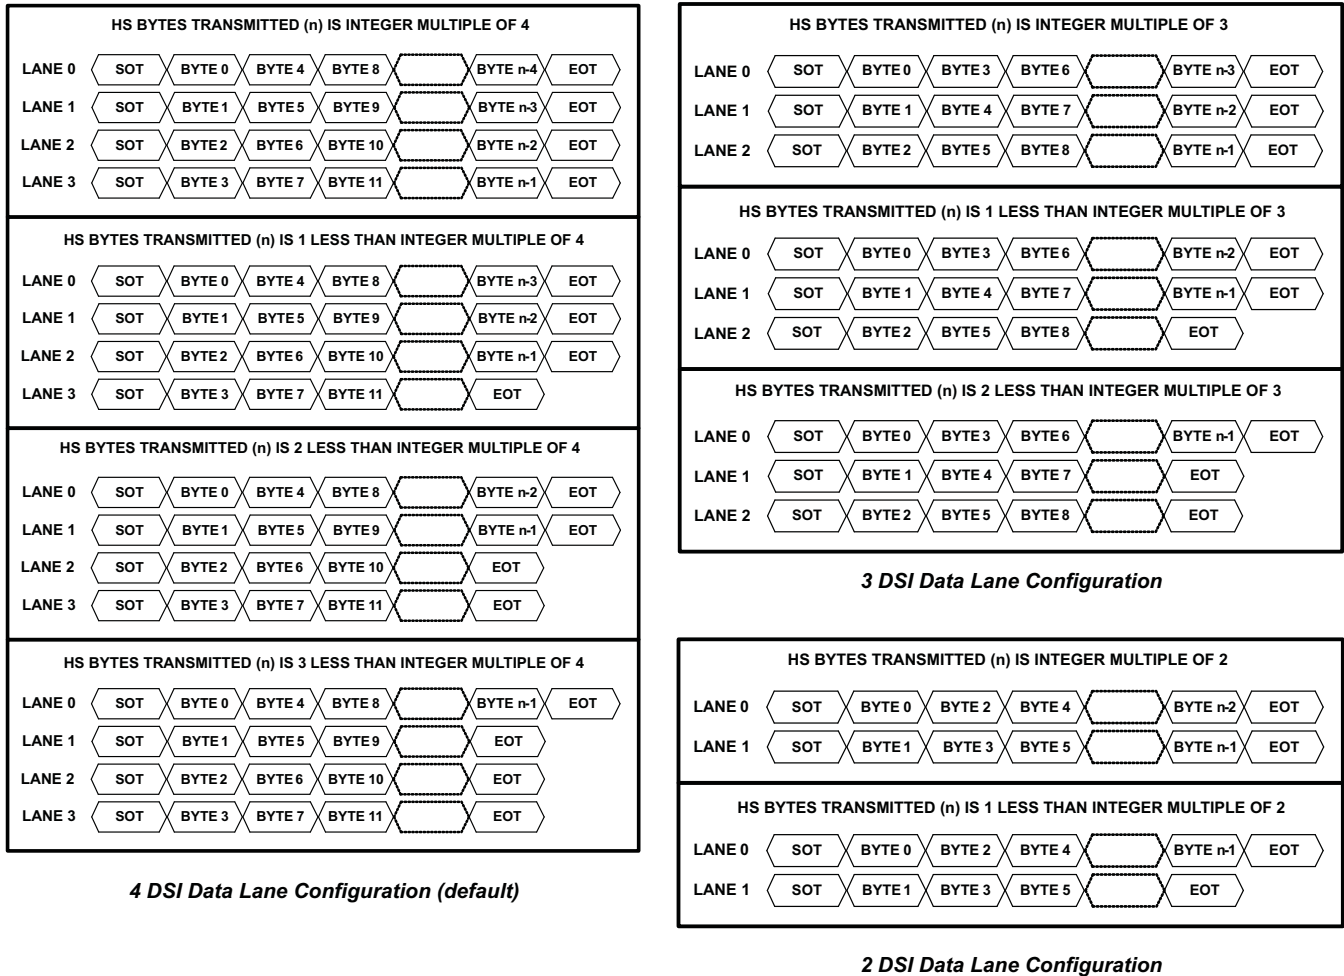 HS BYTES TRANSMITTED (n) IS INTEGER MULTIPLE OF 4
LANE 0 SOT BYTE 0 BYTE 4 BYTE 8 BYTE n-4 EOT
LANE 1 SOT BYTE 1 BYTE 5 BYTE 9 BYTE n-3 EOT
LANE 2 SOT BYTE 2 BYTE 6 BYTE 10 BYTE n-2 EOT
LANE 3 SOT BYTE 3 BYTE 7 BYTE 11 BYTE n-1 EOT
HS BYTES TRANSMITTED (n) IS 1 LESS THAN INTEGER MULTIPLE OF 4
LANE 0 SOT BYTE 0 BYTE 4 BYTE 8 BYTE n-3 EOT
LANE 1 SOT BYTE 1 BYTE 5 BYTE 9 BYTE n-2 EOT
LANE 2 SOT BYTE 2 BYTE 6 BYTE 10 BYTE n-1 EOT
LANE 3 SOT BYTE 3 BYTE 7 BYTE 11 EOT
HS BYTES TRANSMITTED (n) IS 2 LESS THAN INTEGER MULTIPLE OF 4
LANE 0 SOT BYTE 0 BYTE 4 BYTE 8 BYTE n-2 EOT
LANE 1 SOT BYTE 1 BYTE 5 BYTE 9 BYTE n-1 EOT
LANE 2 SOT BYTE 2 BYTE 6 BYTE 10 EOT
LANE 3 SOT BYTE 3 BYTE 7 BYTE 11 EOT
HS BYTES TRANSMITTED (n) IS 3 LESS THAN INTEGER MULTIPLE OF 4
LANE 0 SOT BYTE 0 BYTE 4 BYTE 8 BYTE n-1 EOT
LANE 1 SOT BYTE 1 BYTE 5 BYTE 9 EOT
LANE 2 SOT BYTE 2 BYTE 6 BYTE 10 EOT
LANE 3 SOT BYTE 3 BYTE 7 BYTE 11 EOT
4 DSI Data Lane Configuration (default)
HS BYTES TRANSMITTED (n) IS INTEGER MULTIPLE OF 3
LANE 0 SOT BYTE 0 BYTE 3 BYTE 6 BYTE n-3 EOT
LANE 1 SOT BYTE 1 BYTE 4 BYTE 7 BYTE n-2 EOT
LANE 2 SOT BYTE 2 BYTE 5 BYTE 8 BYTE n-1 EOT
HS BYTES TRANSMITTED (n) IS 1 LESS THAN INTEGER MULTIPLE OF 3
LANE 0 SOT BYTE 0 BYTE 3 BYTE 6 BYTE n-2 EOT
LANE 1 SOT BYTE 1 BYTE 4 BYTE 7 BYTE n-1 EOT
LANE 2 SOT BYTE 2 BYTE 5 BYTE 8 EOT
HS BYTES TRANSMITTED (n) IS 2 LESS THAN INTEGER MULTIPLE OF 3
LANE 0 SOT BYTE 0 BYTE 3 BYTE 6 BYTE n-1 EOT
LANE 1 SOT BYTE 1 BYTE 4 BYTE 7 EOT
LANE 2 SOT BYTE 2 BYTE 5 BYTE 8 EOT
3 DSI Data Lane Configuration
HS BYTES TRANSMITTED (n) IS INTEGER MULTIPLE OF 2
LANE 0 SOT BYTE 0 BYTE 2 BYTE 4 BYTE n-2 EOT
LANE 1 SOT BYTE 1 BYTE 3 BYTE 5 BYTE n-1 EOT
HS BYTES TRANSMITTED (n) IS 1 LESS THAN INTEGER MULTIPLE OF 2
LANE 0 SOT BYTE 0 BYTE 2 BYTE 4 BYTE n-1 EOT
LANE 1 SOT BYTE 1 BYTE 3 BYTE 5 EOT
2 DSI Data Lane Configuration